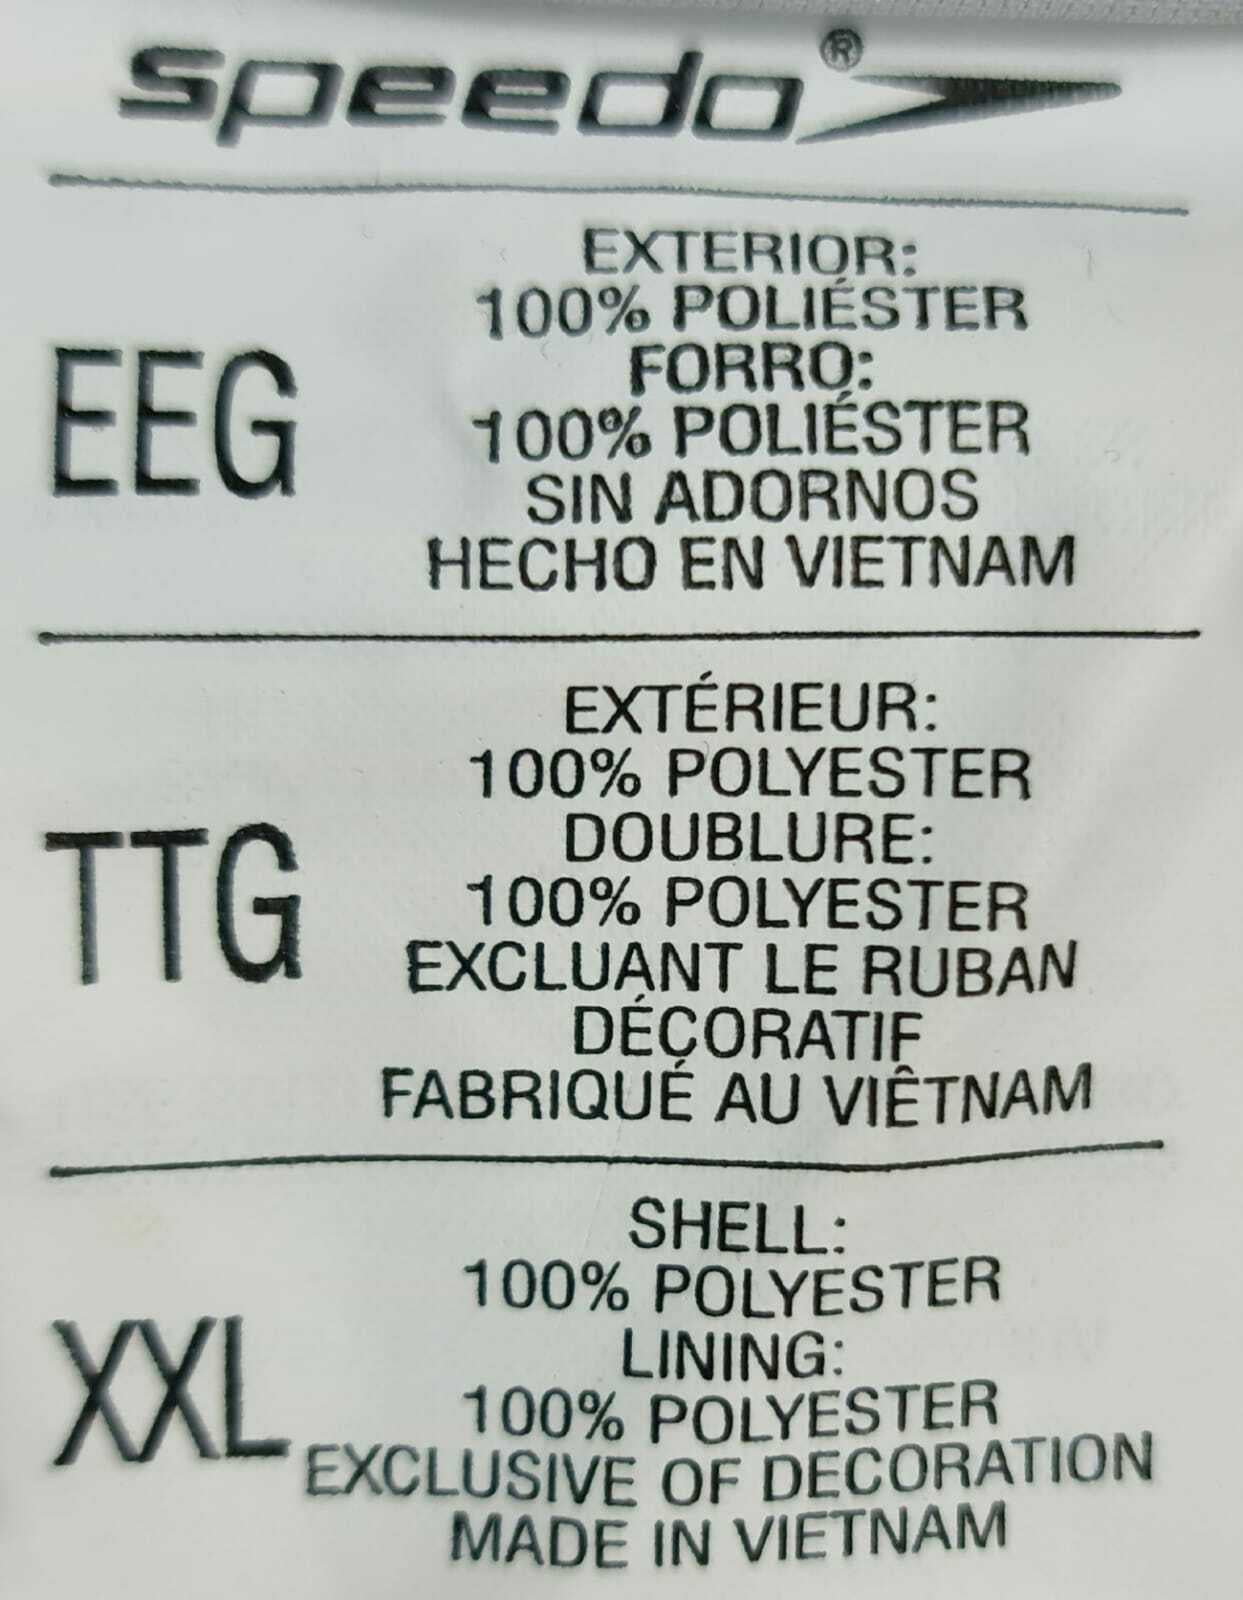 speedo®
EEG
EXTERIOR:
100% POLIÉSTER
FORRO:
100% POLIÉSTER
SIN ADORNOS
HECHO EN VIETNAM
TTG
EXTÉRIEUR:
100% POLYESTER
DOUBLURE:
100% POLYESTER
EXCLUANT LE RUBAN
DÉÇORATIF
FABRIQUÉ AU VIÊTNAM
XXL
SHELL:
100% POLYESTER
LINING:
100% POLYESTER
EXCLUSIVE OF DECORATION
MADE IN VIETNAM